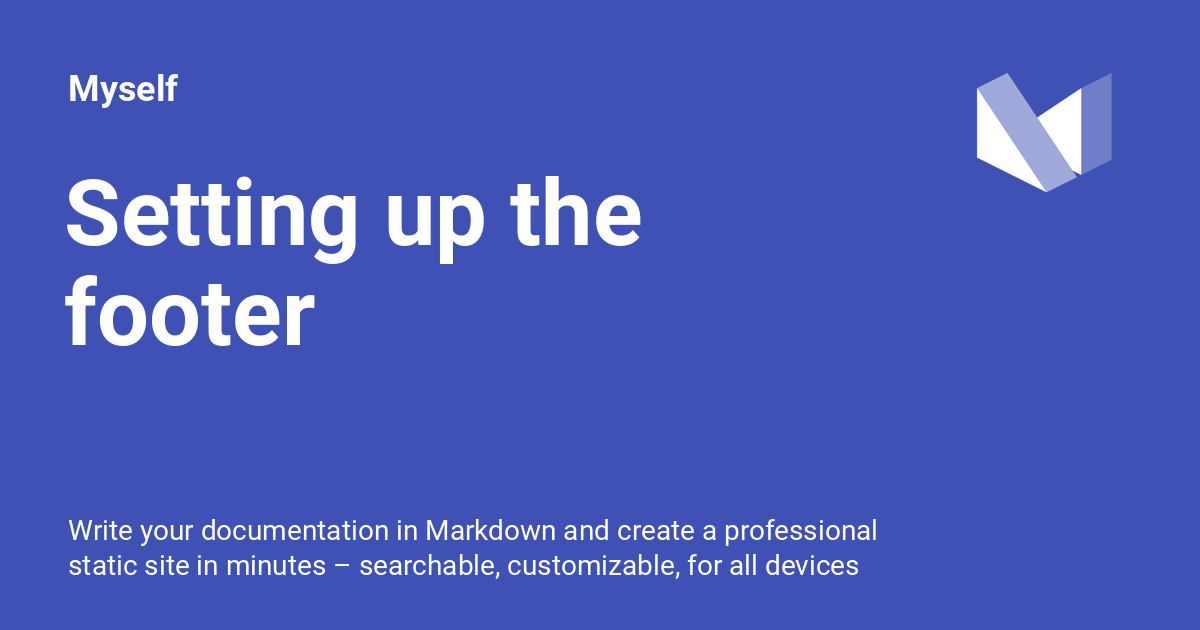 Myself
Setting up the
footer
Write your documentation in Markdown and create a professional
static site in minutes – searchable, customizable, for all devices